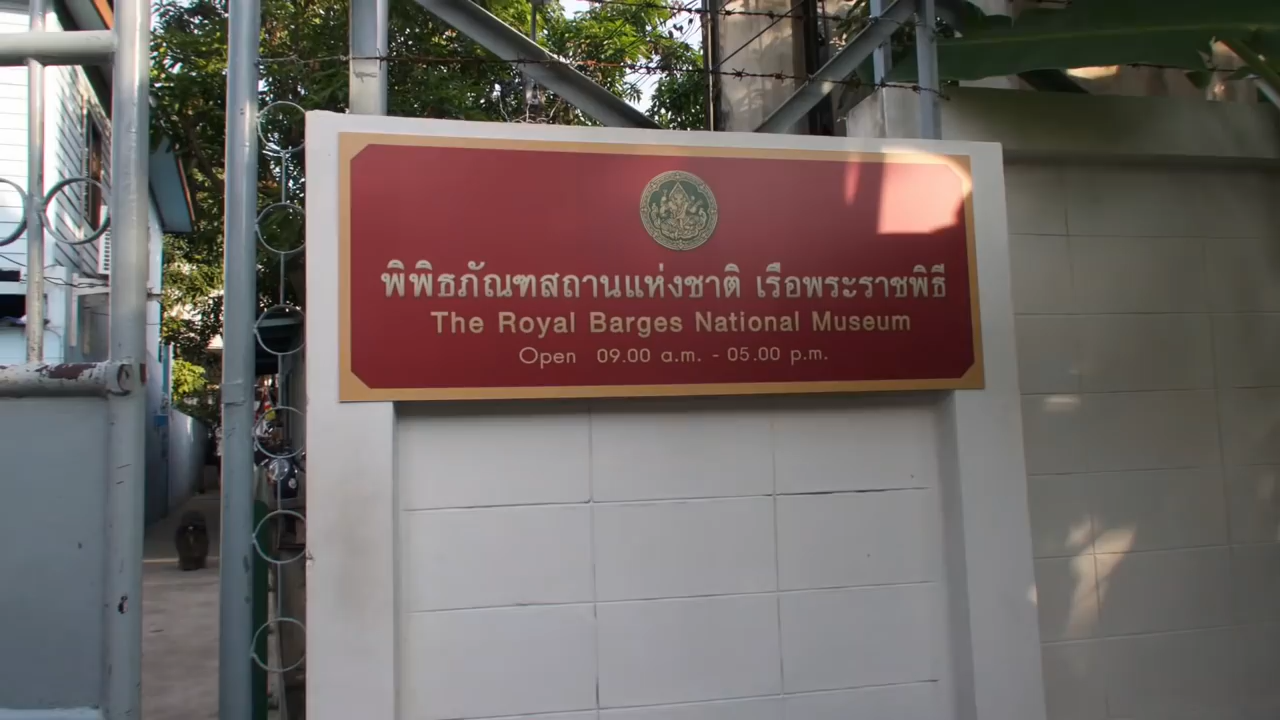 พิพิธภัณฑสถานแห่งชาติ เรือพระราชพิธี
The Royal Barges National Museum
Open 09.00 a.m. - 05.00 p.m.